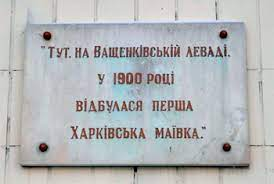 "Тут, на Ващенківській леваді,
у 1900 році
відбулася перша
Харківська маївка."